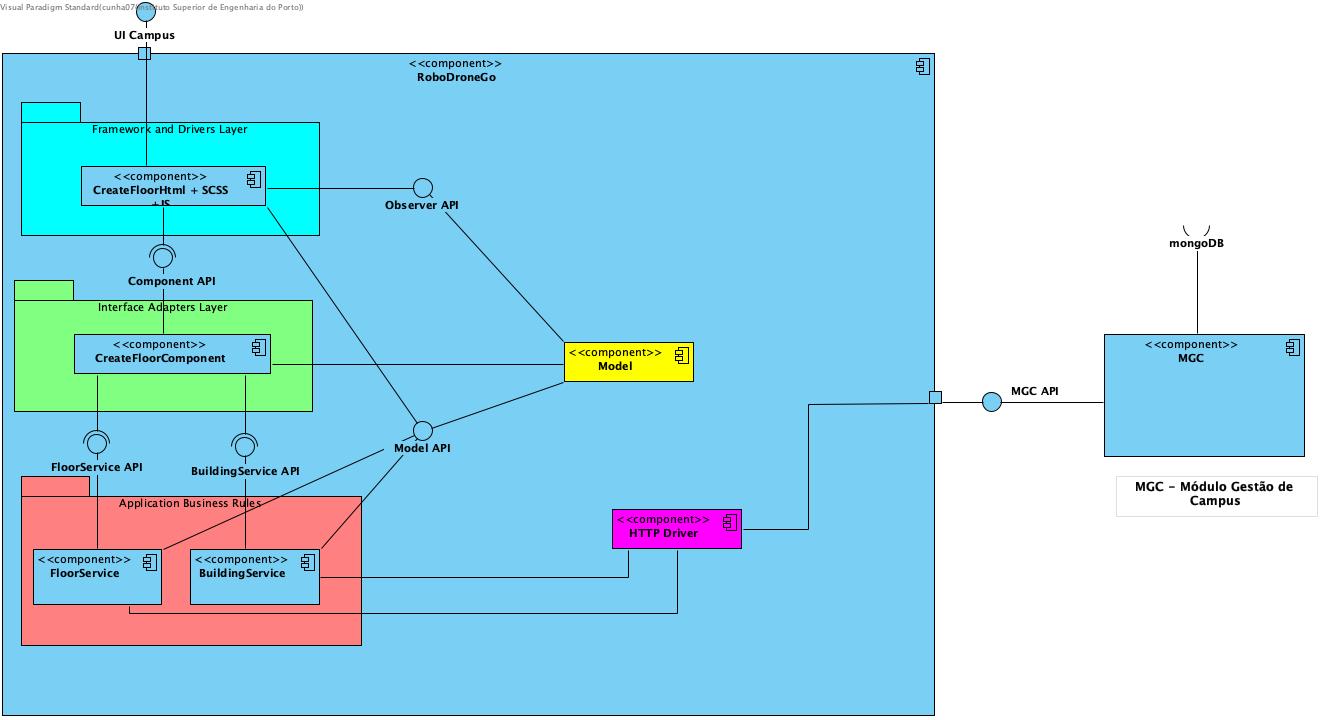 Visual Paradigm Standard(cunha07(Instituto Superior de Engenharia do Porto))
UI Campus
<<component>>
RoboDroneGo
Framework and Drivers Layer
<<component>>
CreateFloorHtml + SCSS
+JS
Observer API
Component API
Interface Adapters Layer
<<component>>
CreateFloorComponent
<<component>>
Model
FloorService API
BuildingService API
Model API
Application Business Rules
<<component>>
FloorService
<<component>>
BuildingService
<<component>>
HTTP Driver
MGC API
mongoDB
<<component>>
MGC
MGC - Módulo Gestão de
Campus